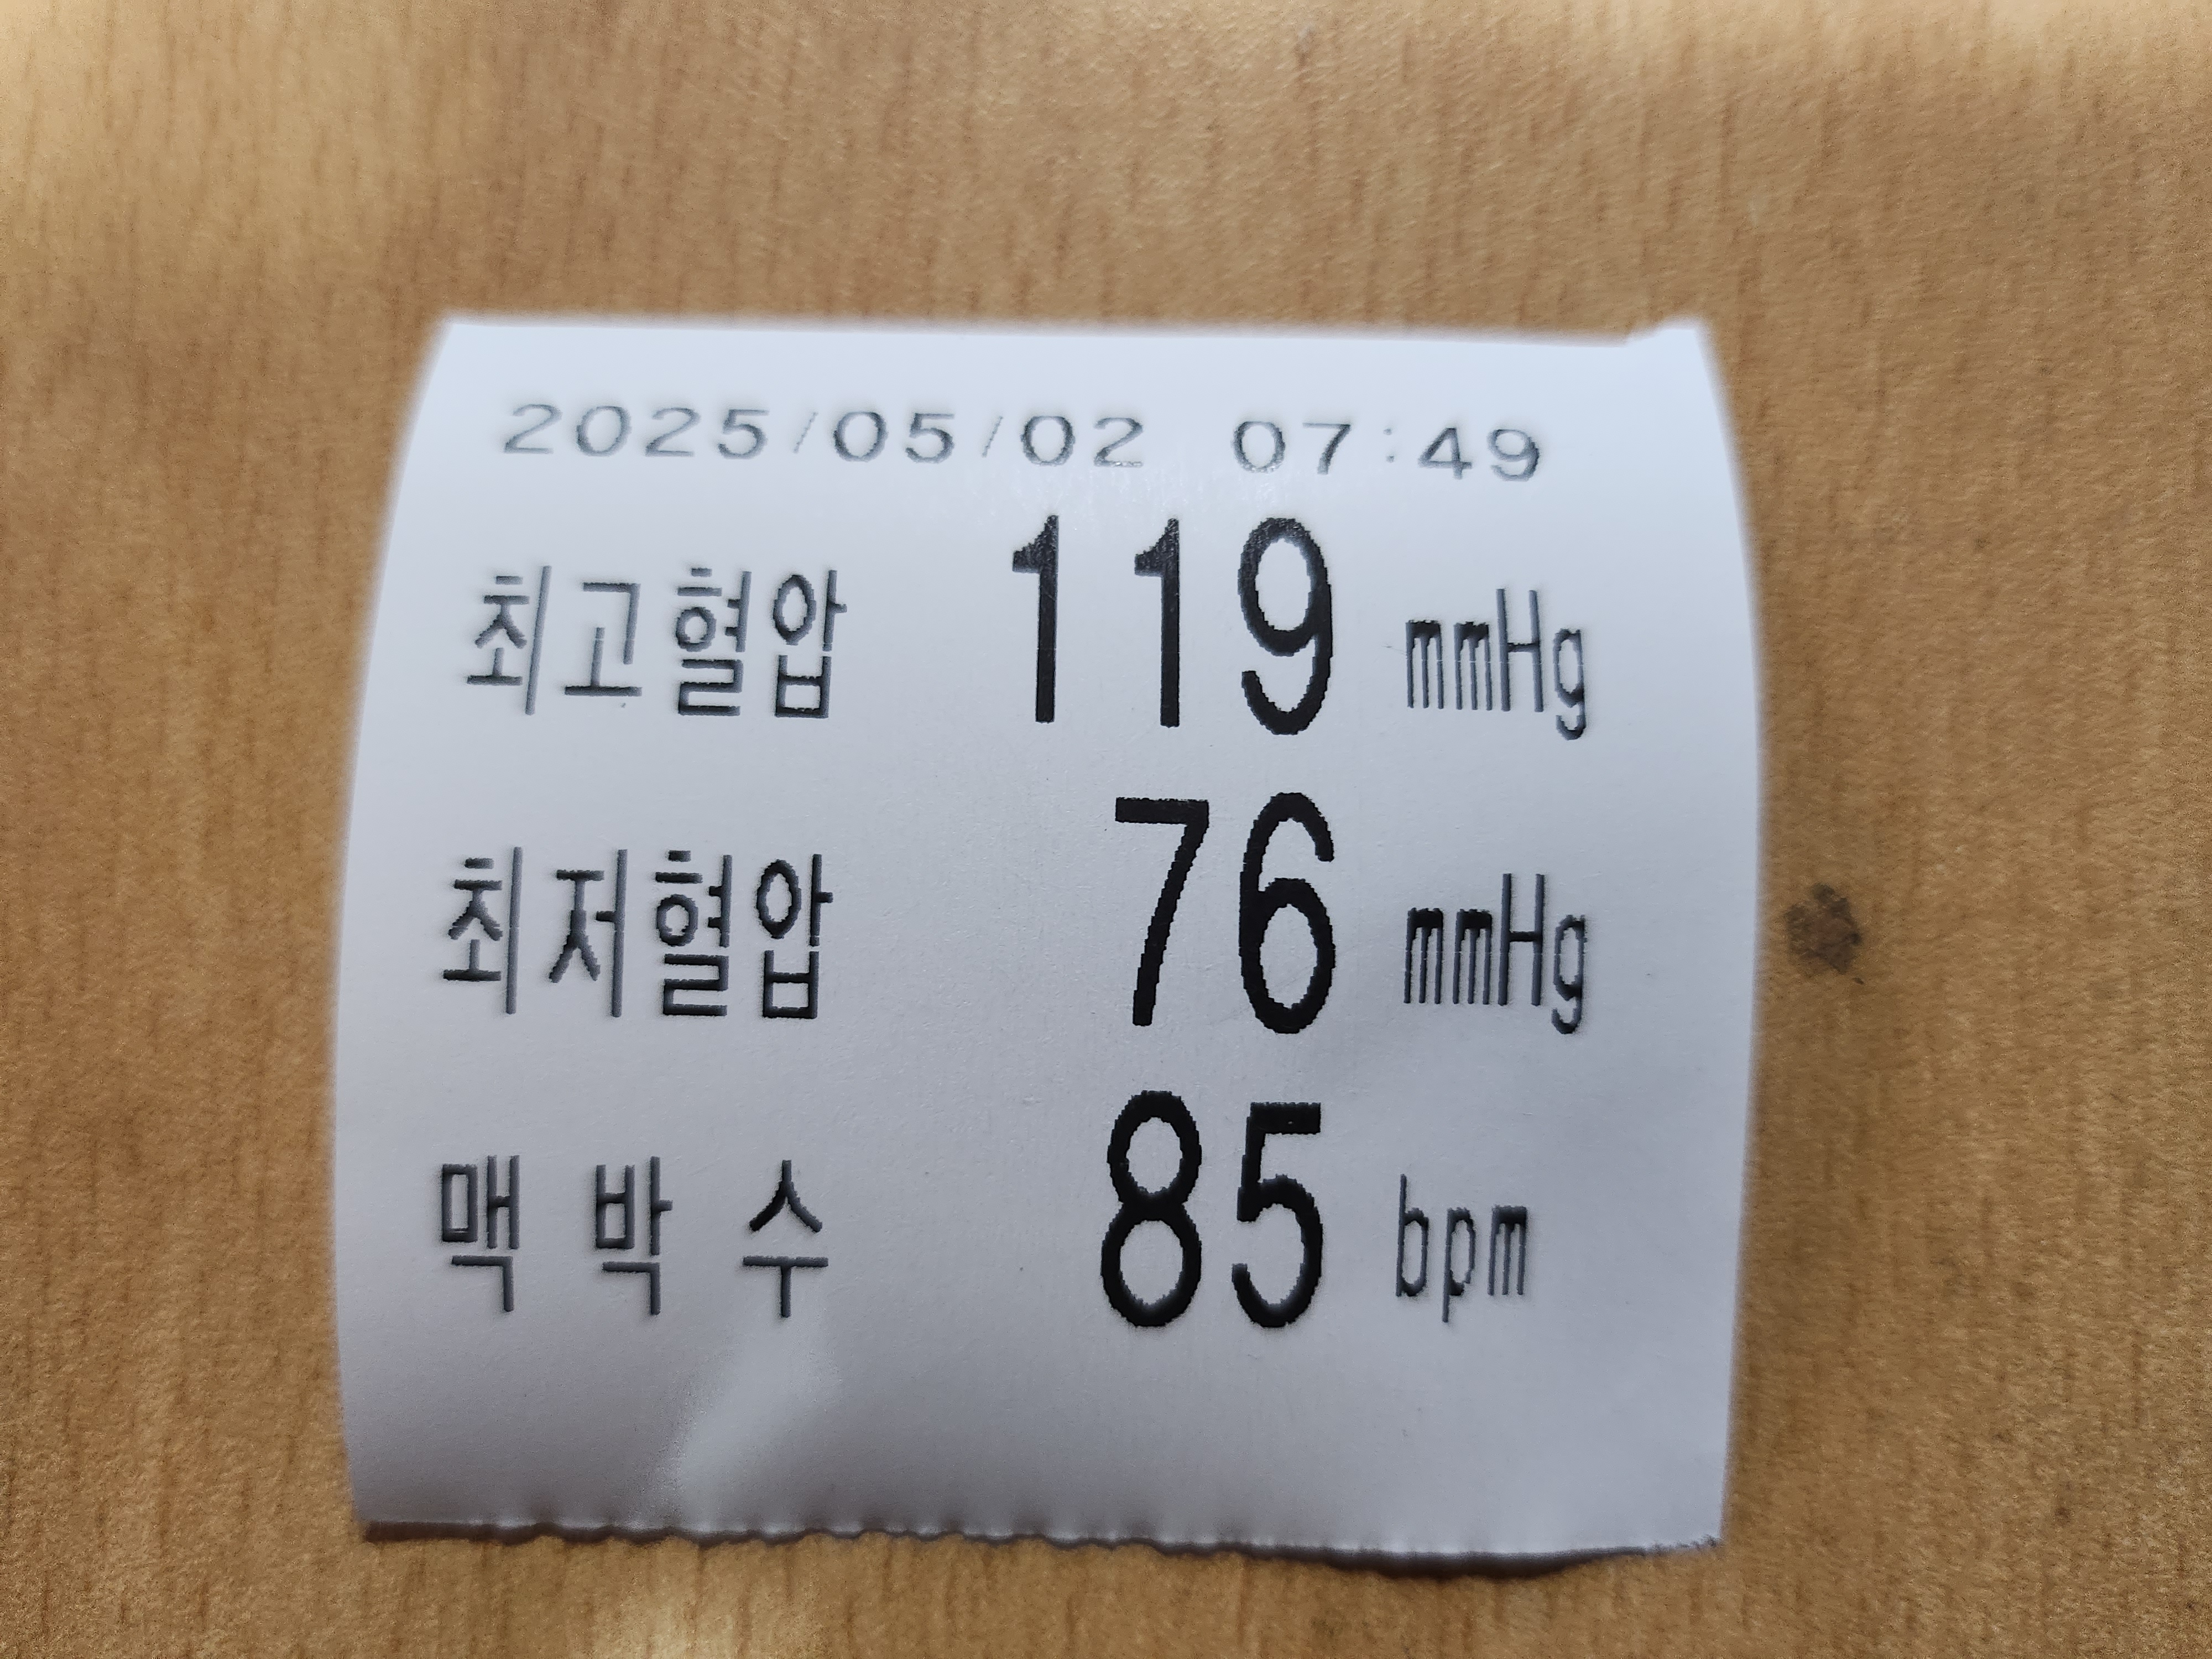 2025/05/02 07:49
최고혈압 119 mmHg
최저혈압 76 mmHg
맥박수 85 bpm